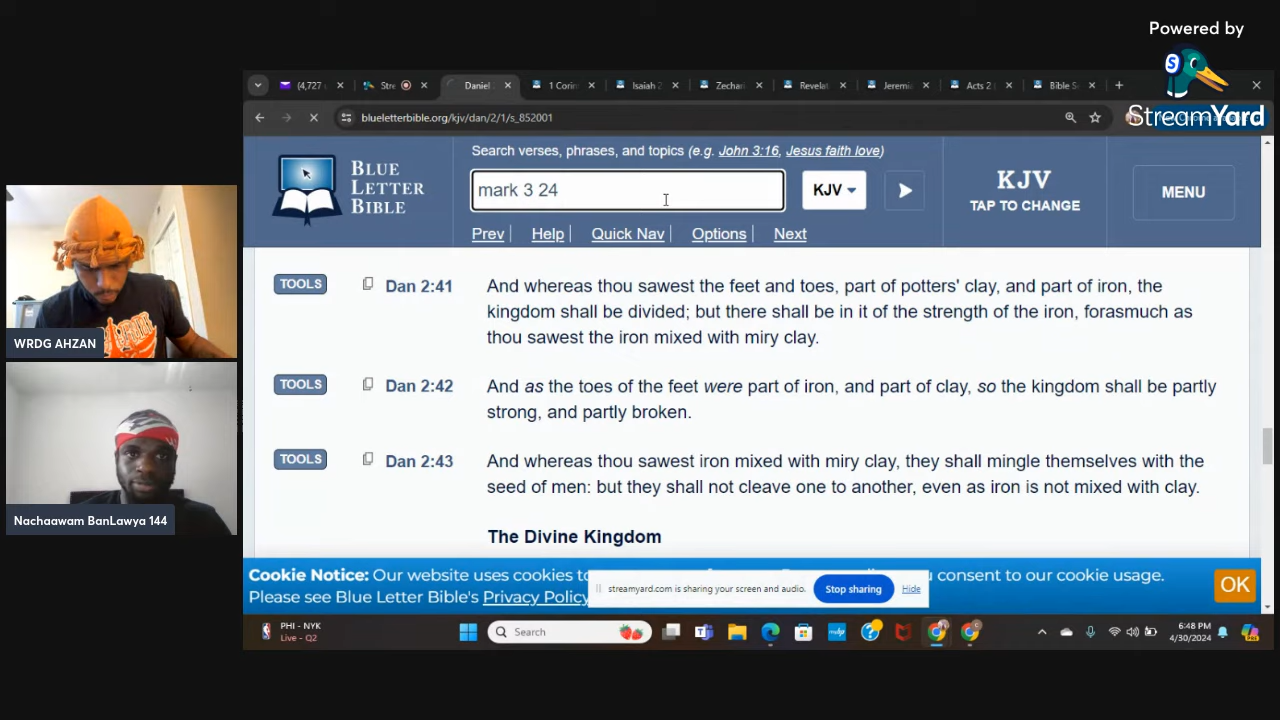 Powered by
StreamYard
(4,727
Stre
Daniel
1 Corin
Isaiah 2
Zechari
Revelat
Jeremic
Acts 2 |
Bible S
blueletterbible.org/kjv/dan/2/1/s_852001
BLUE
LETTER
BIBLE
Search verses, phrases, and topics (e.g. John 3:16, Jesus faith love)
mark 3 24
KJV
KJV
TAP TO CHANGE
MENU
Prev | Help | Quick Nav | Options | Next
TOOLS Dan 2:41 And whereas thou sawest the feet and toes, part of potters' clay, and part of iron, the
kingdom shall be divided; but there shall be in it of the strength of the iron, forasmuch as
thou sawest the iron mixed with miry clay.
TOOLS Dan 2:42 And as the toes of the feet were part of iron, and part of clay, so the kingdom shall be partly
strong, and partly broken.
TOOLS Dan 2:43 And whereas thou sawest iron mixed with miry clay, they shall mingle themselves with the
seed of men: but they shall not cleave one to another, even as iron is not mixed with clay.
The Divine Kingdom
Cookie Notice: Our website uses cookies to consent to our cookie usage.
Please see Blue Letter Bible's Privacy Policy
OK
streamyard.com is sharing your screen and audio.
Stop sharing
Hide
PHI - NYK
Live - Q2
Search
6:48 PM
4/30/2024
WRDG AHZAN
Nachaawam BanLawya 144